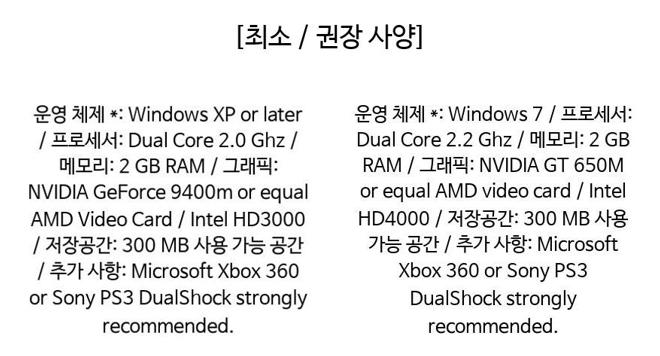 [최소 / 권장 사양]
운영 체제 *: Windows XP or later
/ 프로세서: Dual Core 2.0 Ghz /
메모리: 2 GB RAM / 그래픽:
NVIDIA GeForce 9400m or equal
AMD Video Card / Intel HD3000
/ 저장공간: 300 MB 사용 가능 공간
/ 추가 사항: Microsoft Xbox 360
or Sony PS3 DualShock strongly
recommended.
운영 체제 *: Windows 7 / 프로세서:
Dual Core 2.2 Ghz / 메모리: 2 GB
RAM / 그래픽: NVIDIA GT 650M
or equal AMD video card / Intel
HD4000 / 저장공간: 300 MB 사용
가능 공간 / 추가 사항: Microsoft
Xbox 360 or Sony PS3
DualShock strongly
recommended.